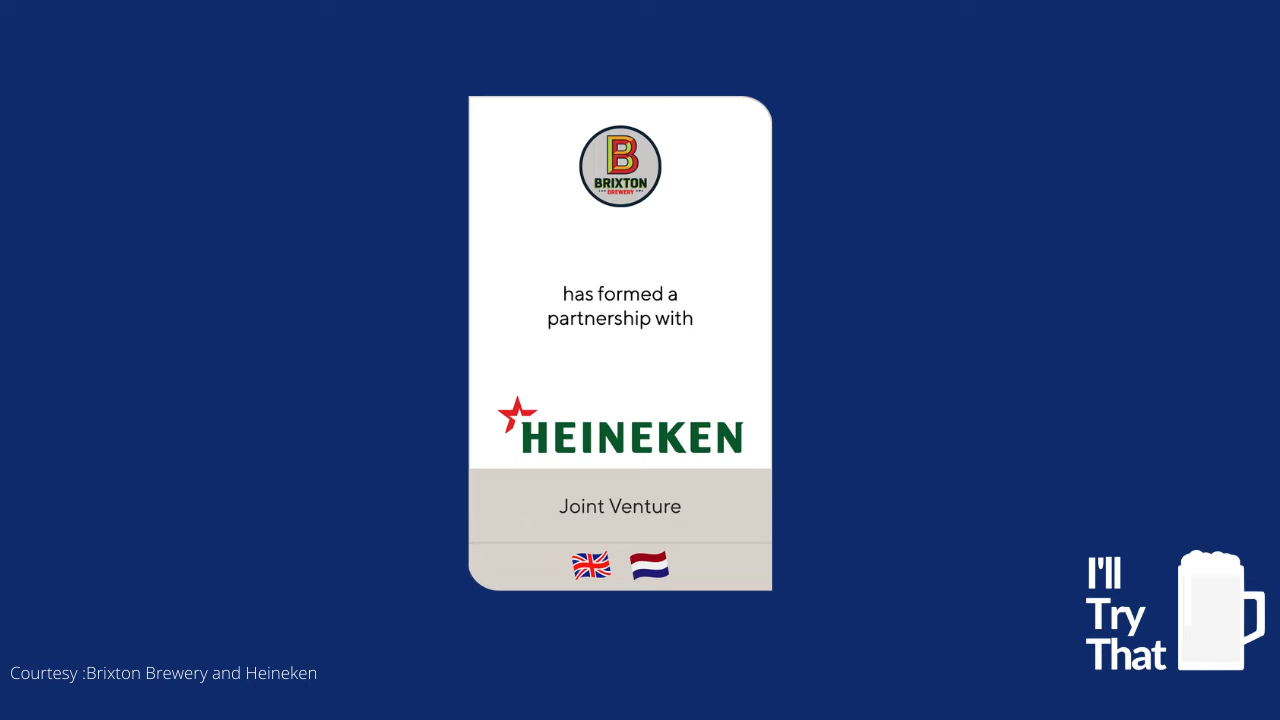 B
BRIXTON
BREWERY
has formed a
partnership with
HEINEKEN
Joint Venture
I'll
Try
That
Courtesy :Brixton Brewery and Heineken